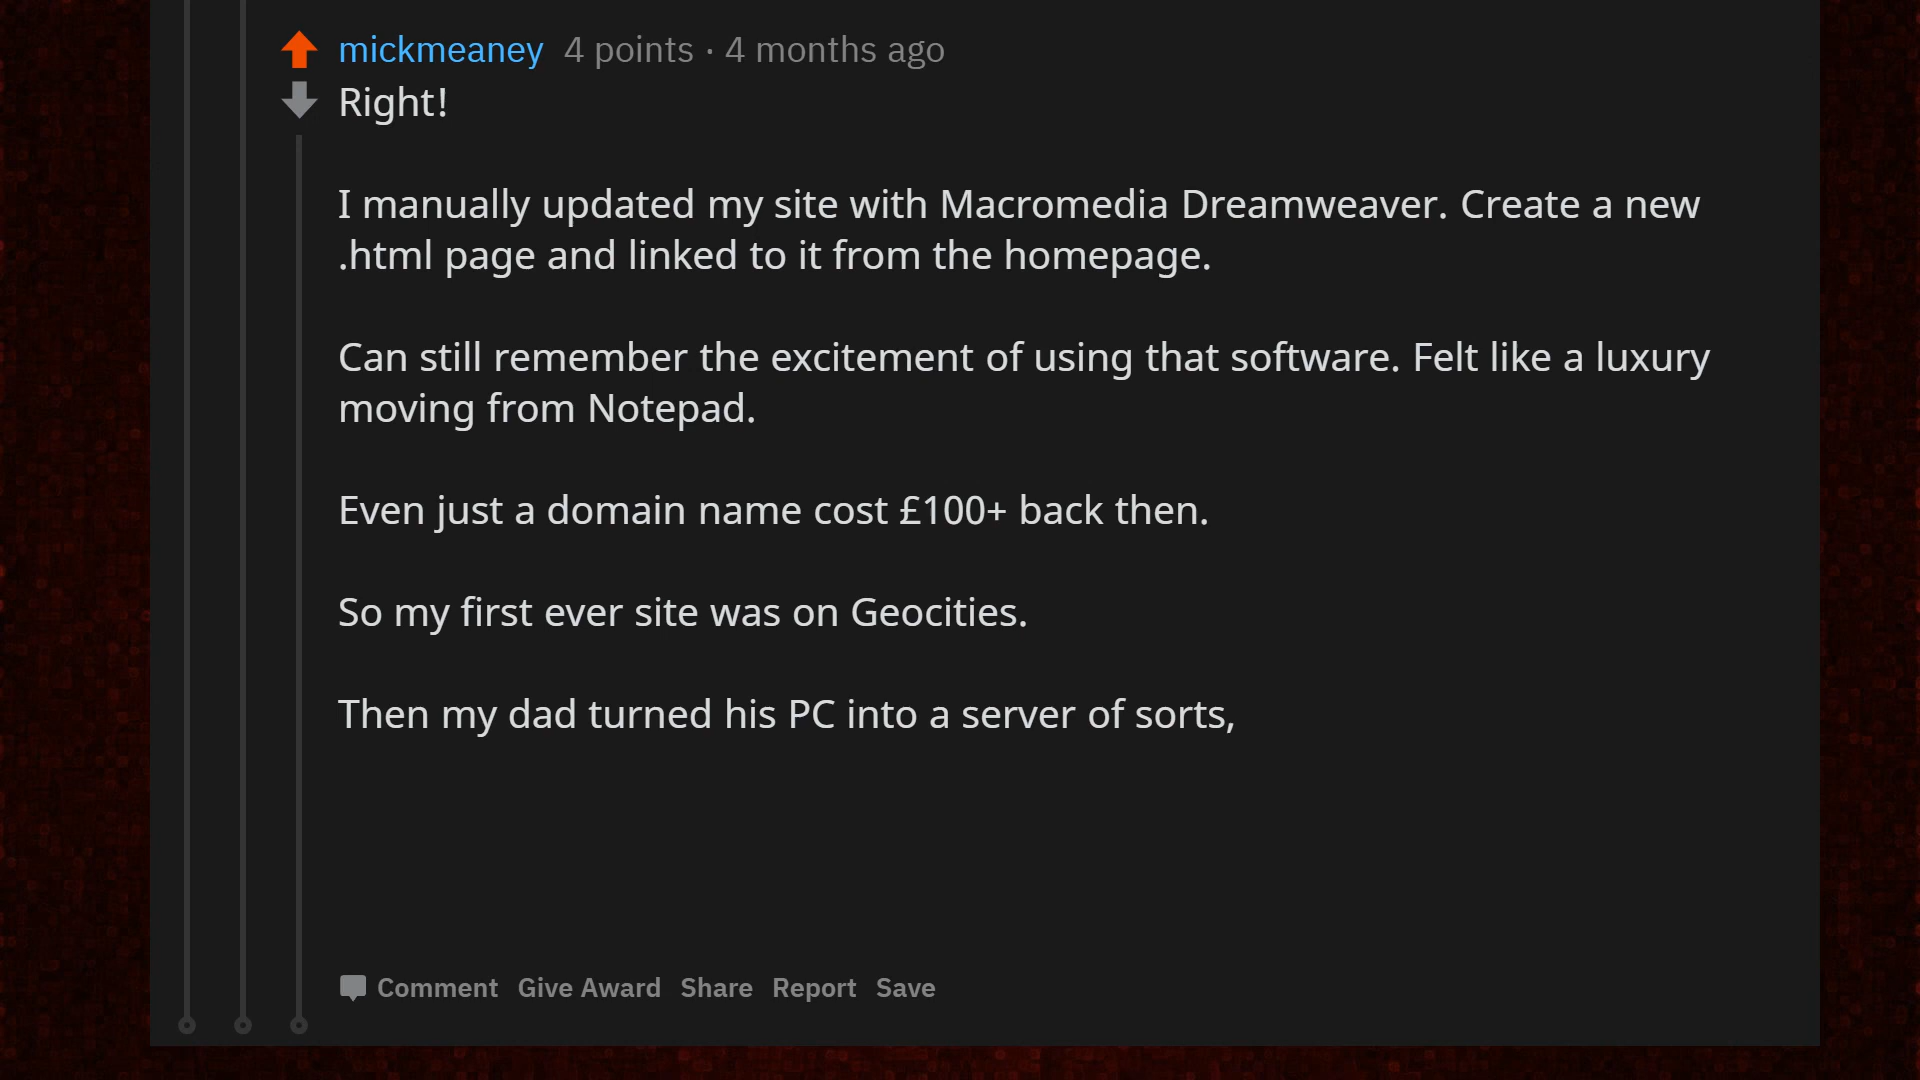 mickmeaney 4 points · 4 months ago
Right!
I manually updated my site with Macromedia Dreamweaver. Create a new
.html page and linked to it from the homepage.
Can still remember the excitement of using that software. Felt like a luxury
moving from Notepad.
Even just a domain name cost £100+ back then.
So my first ever site was on Geocities.
Then my dad turned his PC into a server of sorts,
Comment Give Award Share Report Save